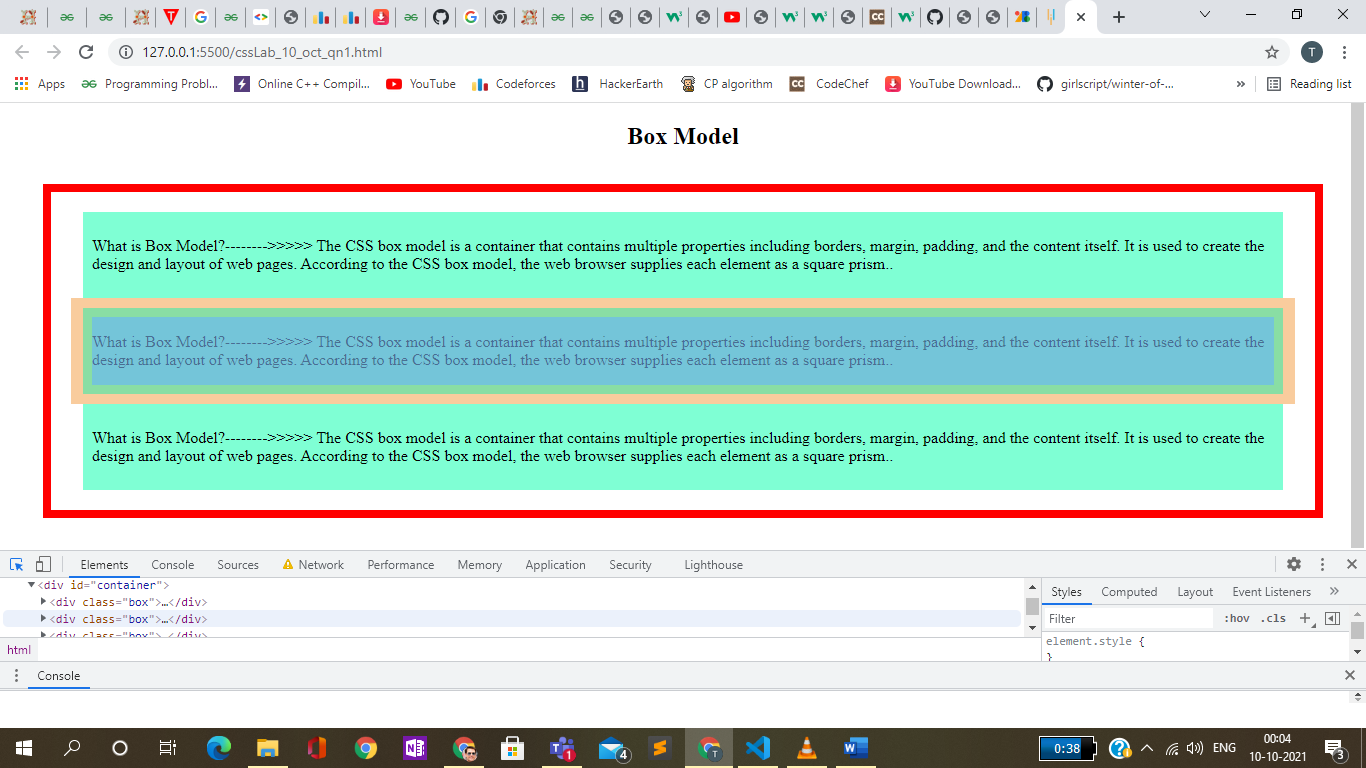 127.0.0.1:5500/cssLab_10_oct_qn1.html
T
Apps
Programming Probl...
Online C++ Compil...
YouTube
Codeforces
HackerEarth
CP algorithm
CodeChef
YouTube Download...
girlscript/winter-of-...
»
Reading list
Box Model
What is Box Model?-------->>>>> The CSS box model is a container that contains multiple properties including borders, margin, padding, and the content itself. It is used to create the
design and layout of web pages. According to the CSS box model, the web browser supplies each element as a square prism..
What is Box Model?-------->>>>> The CSS box model is a container that contains multiple properties including borders, margin, padding, and the content itself. It is used to create the
design and layout of web pages. According to the CSS box model, the web browser supplies each element as a square prism..
What is Box Model?-------->>>>> The CSS box model is a container that contains multiple properties including borders, margin, padding, and the content itself. It is used to create the
design and layout of web pages. According to the CSS box model, the web browser supplies each element as a square prism..
Elements Console Sources Network Performance Memory Application Security Lighthouse
<div id="container">
<div class="box">…</div>
<div class="box">…</div>
<div class="box">…</div>
html
Styles Computed Layout Event Listeners »
Filter :hov .cls
element.style {
}
Console
1
4
T
0:38
ENG
00:04
10-10-2021
3